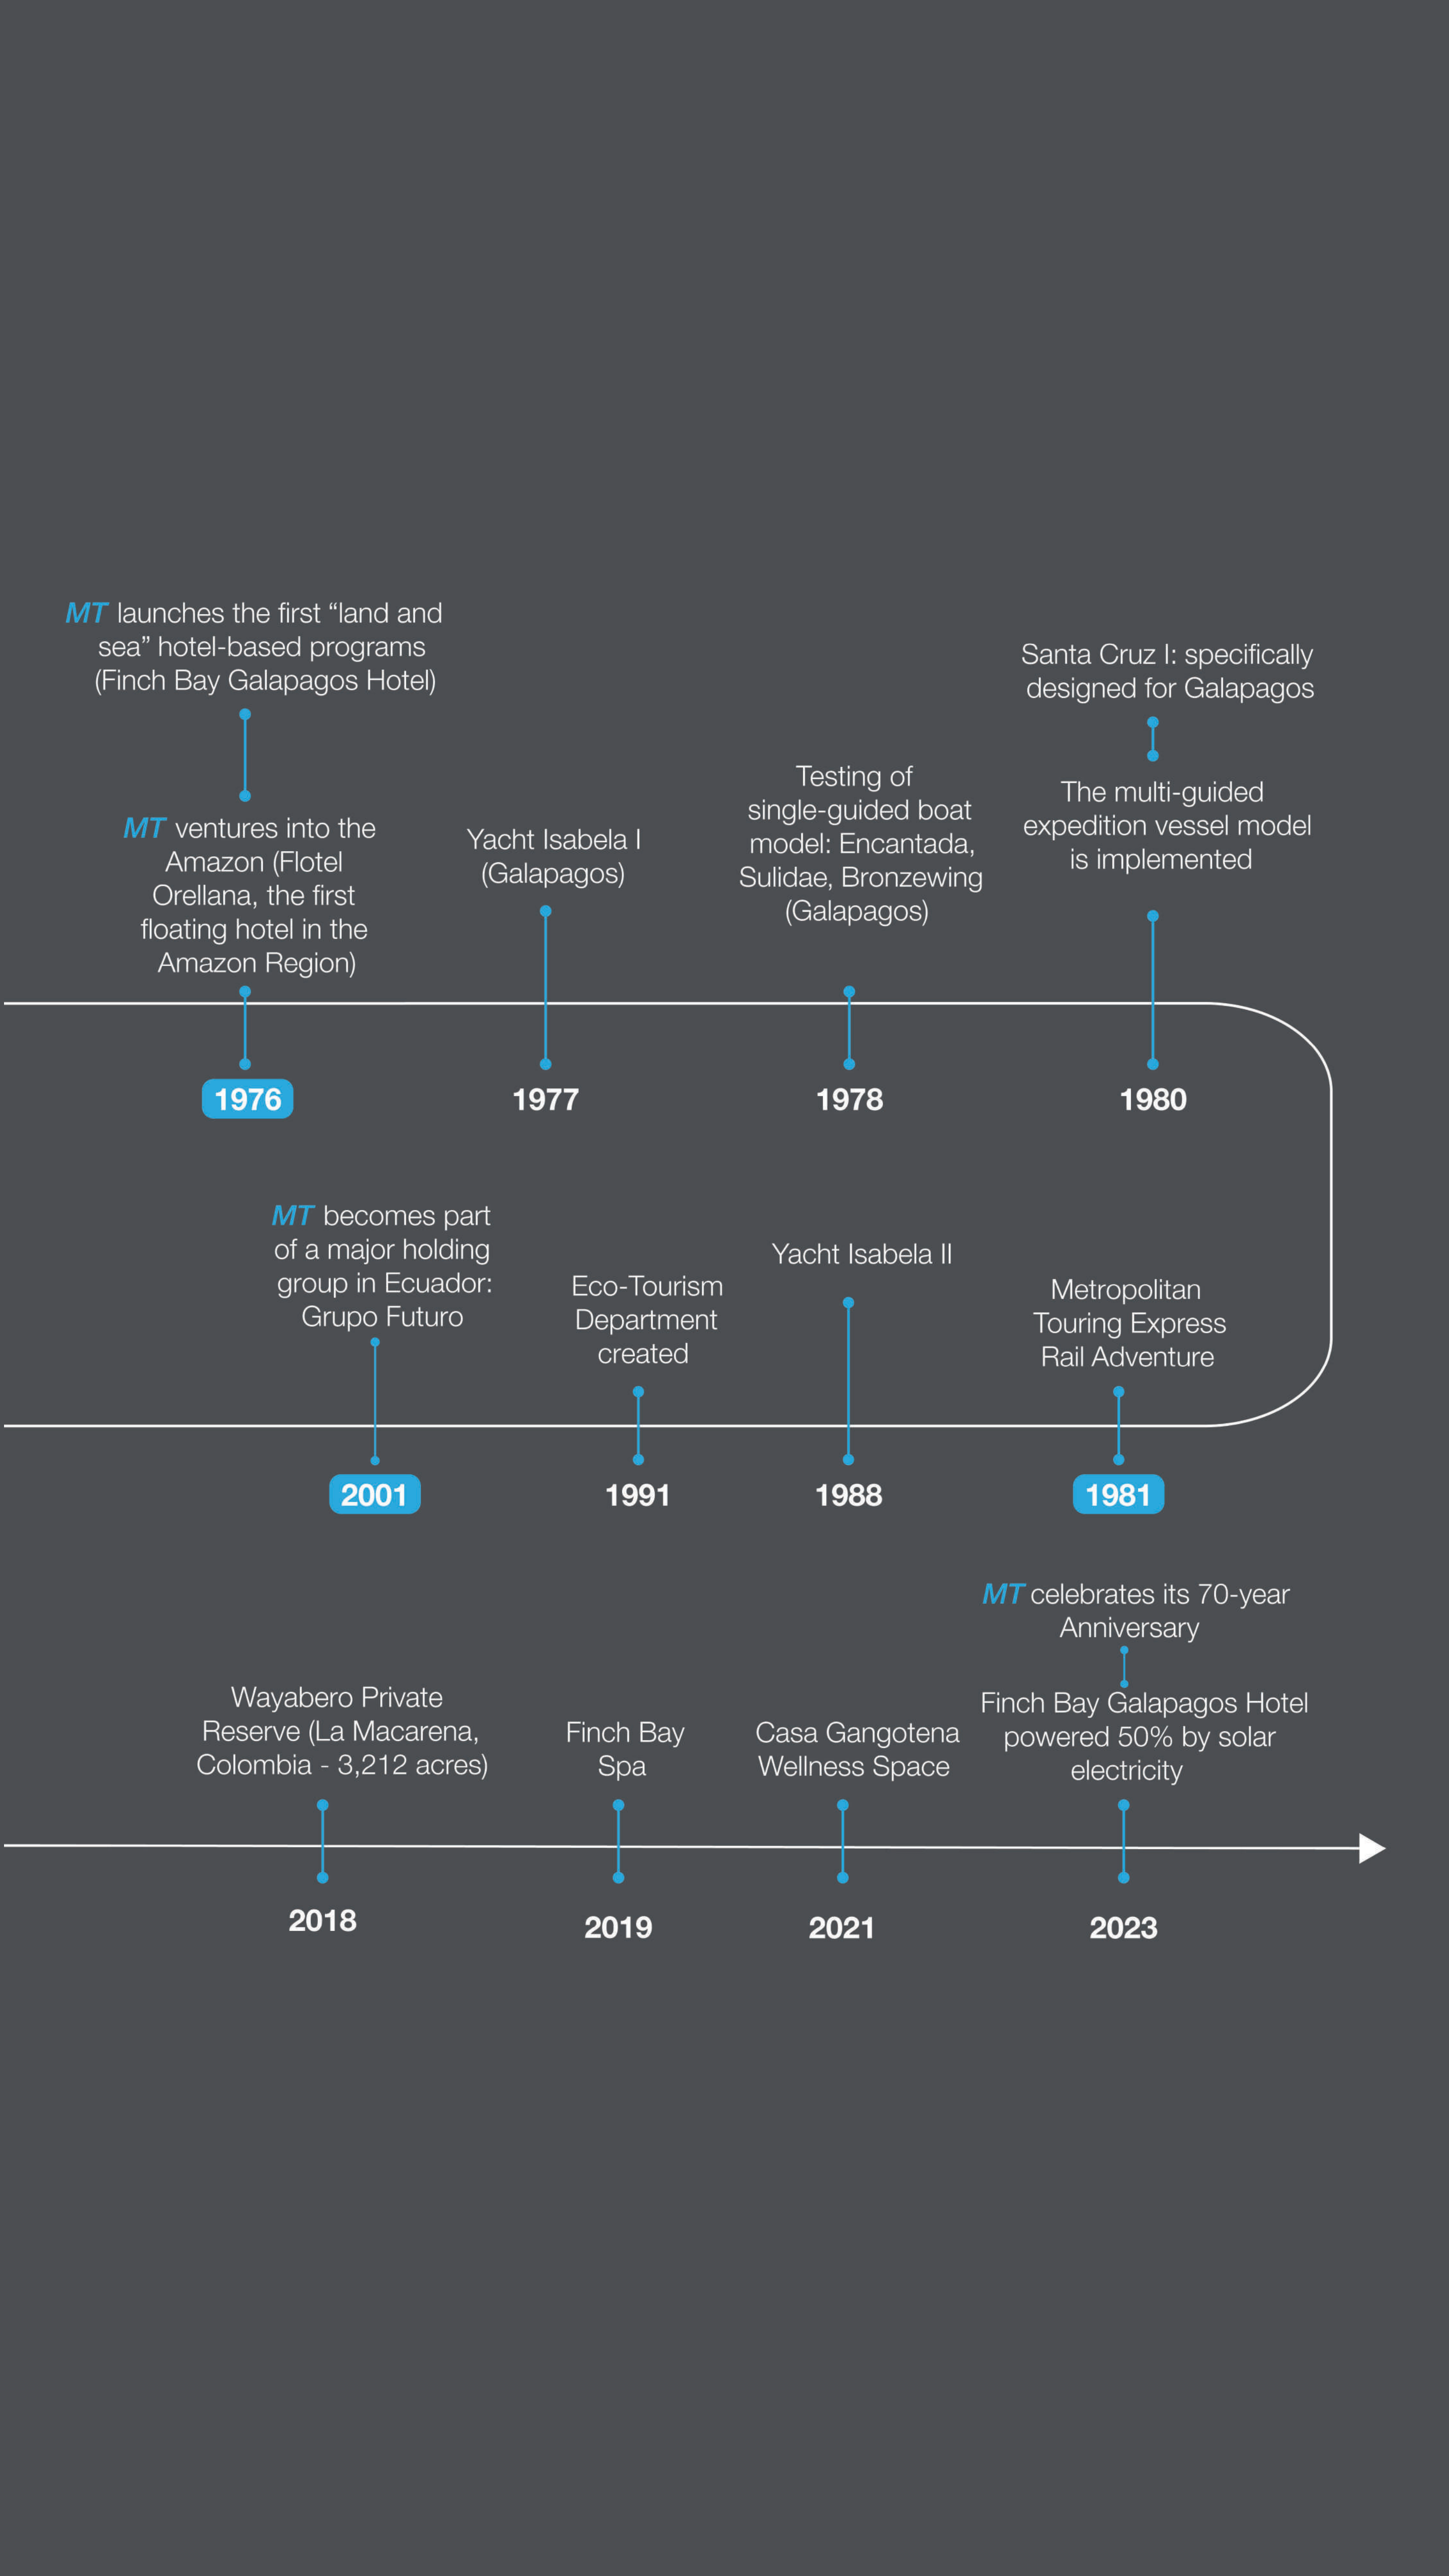 MT launches the first “land and
sea” hotel-based programs
(Finch Bay Galapagos Hotel)
MT ventures into the
Amazon (Flotel
Orellana, the first
floating hotel in the
Amazon Region)
1976
Yacht Isabela I
(Galapagos)
1977
Testing of
single-guided boat
model: Encantada,
Sulidae, Bronzewing
(Galapagos)
1978
Santa Cruz I: specifically
designed for Galapagos
The multi-guided
expedition vessel model
is implemented
1980
MT becomes part
of a major holding
group in Ecuador:
Grupo Futuro
2001
Eco-Tourism
Department
created
1991
Yacht Isabela II
1988
Metropolitan
Touring Express
Rail Adventure
1981
Wayabero Private
Reserve (La Macarena,
Colombia - 3,212 acres)
2018
Finch Bay
Spa
2019
Casa Gangotena
Wellness Space
2021
MT celebrates its 70-year
Anniversary
Finch Bay Galapagos Hotel
powered 50% by solar
electricity
2023